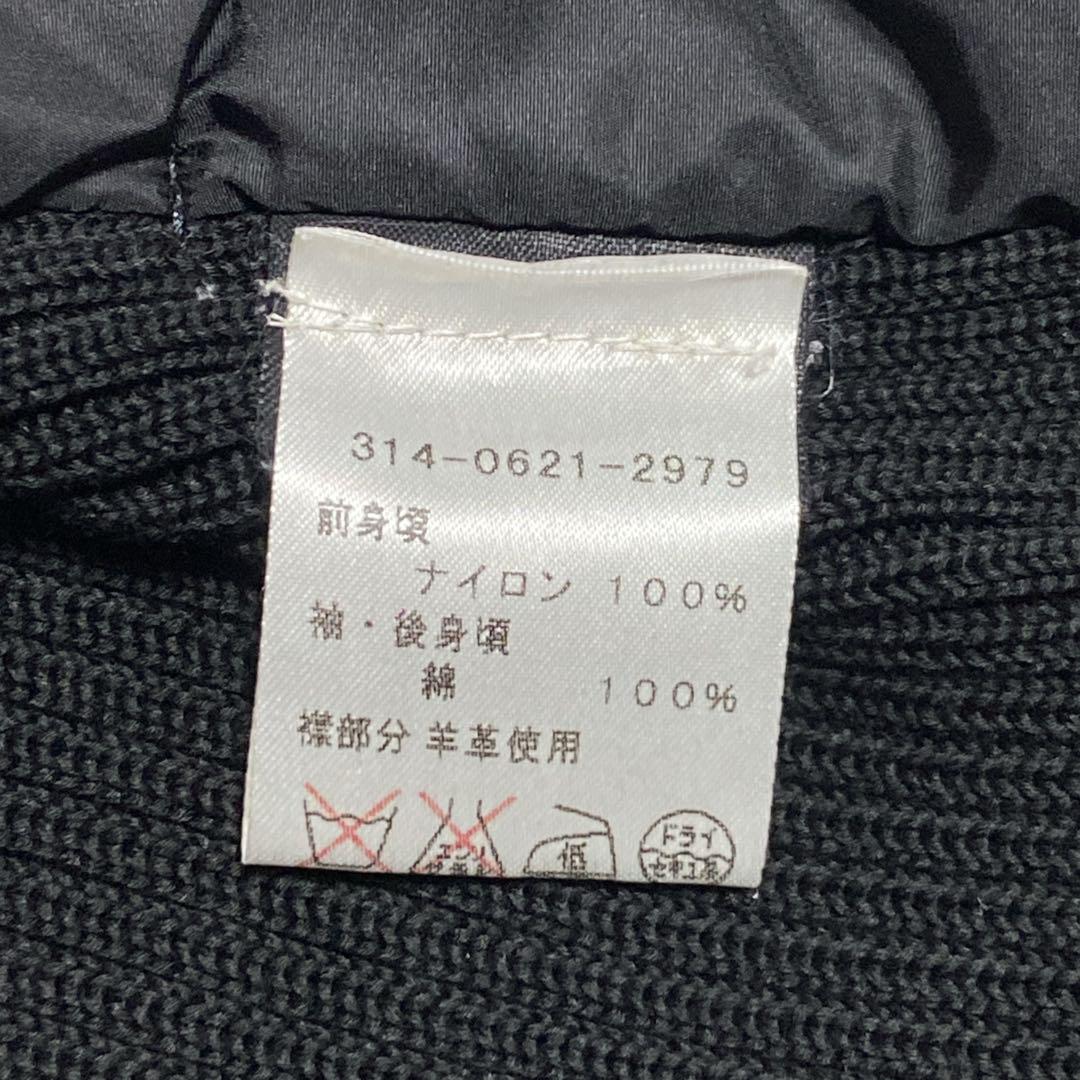 314-0621-2979
前身頃
ナイロン 100%
袖・後身頃
綿 100%
襟部分 羊革使用
低
ドライ